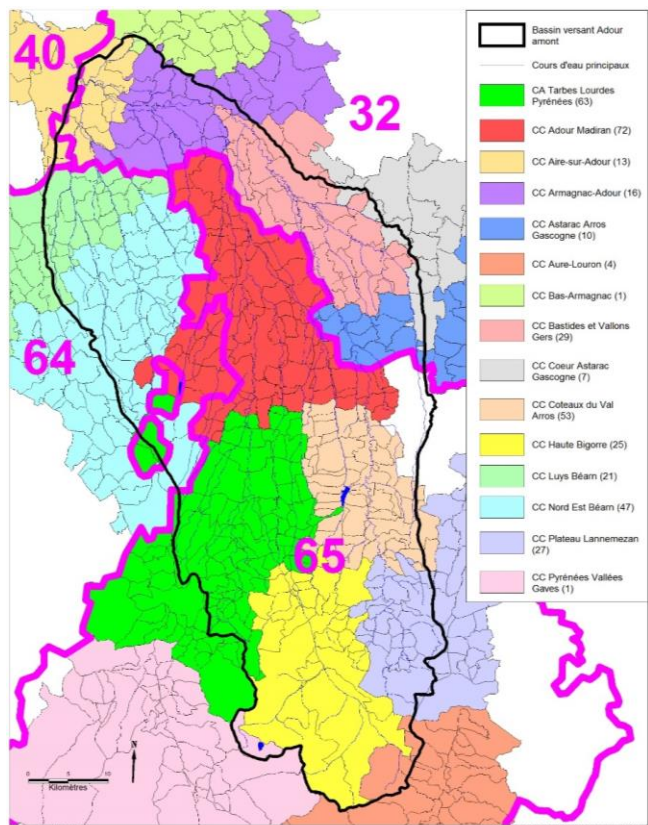 40
32
64
65
N
0 5 10
Kilomètres
Bassin versant Adour
amont
Cours d'eau principaux
CA Tarbes Lourdes
Pyrénées (63)
CC Adour Madiran (72)
CC Aire-sur-Adour (13)
CC Armagnac-Adour (16)
CC Astarac Arros
Gascogne (10)
CC Aure-Louron (4)
CC Bas-Armagnac (1)
CC Bastides et Vallons
Gers (29)
CC Coeur Astarac
Gascogne (7)
CC Coteaux du Val
Arros (53)
CC Haute Bigorre (25)
CC Luys Béarn (21)
CC Nord Est Béarn (47)
CC Plateau Lannemezan
(27)
CC Pyrénées Vallées
Gaves (1)